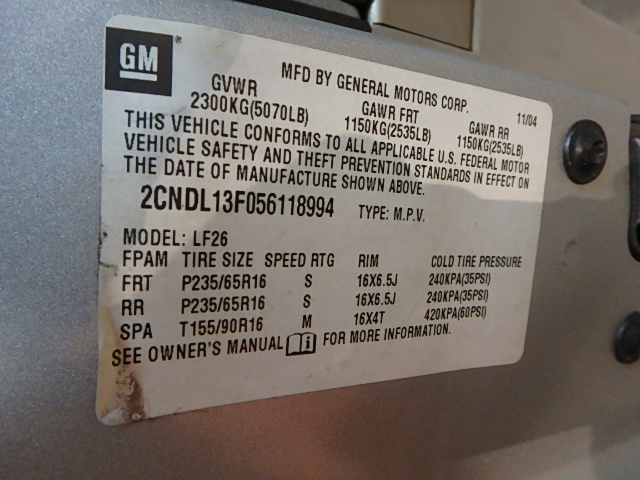 GM
MFD BY GENERAL MOTORS CORP. 11/04
GVWR GAWR FRT GAWR RR
2300KG(5070LB) 1150KG(2535LB) 1150KG(2535LB)
THIS VEHICLE CONFORMS TO ALL APPLICABLE U.S. FEDERAL MOTOR
VEHICLE SAFETY AND THEFT PREVENTION STANDARDS IN EFFECT ON
THE DATE OF MANUFACTURE SHOWN ABOVE.
2CNDL13F056118994 TYPE: M.P.V.
MODEL: LF26
FPAM TIRE SIZE SPEED RTG RIM COLD TIRE PRESSURE
FRT P235/65R16 S 16X6.5J 240KPA(35PSI)
RR P235/65R16 S 16X6.5J 240KPA(35PSI)
SPA T155/90R16 M 16X4T 420KPA(60PSI)
SEE OWNER'S MANUAL i FOR MORE INFORMATION.